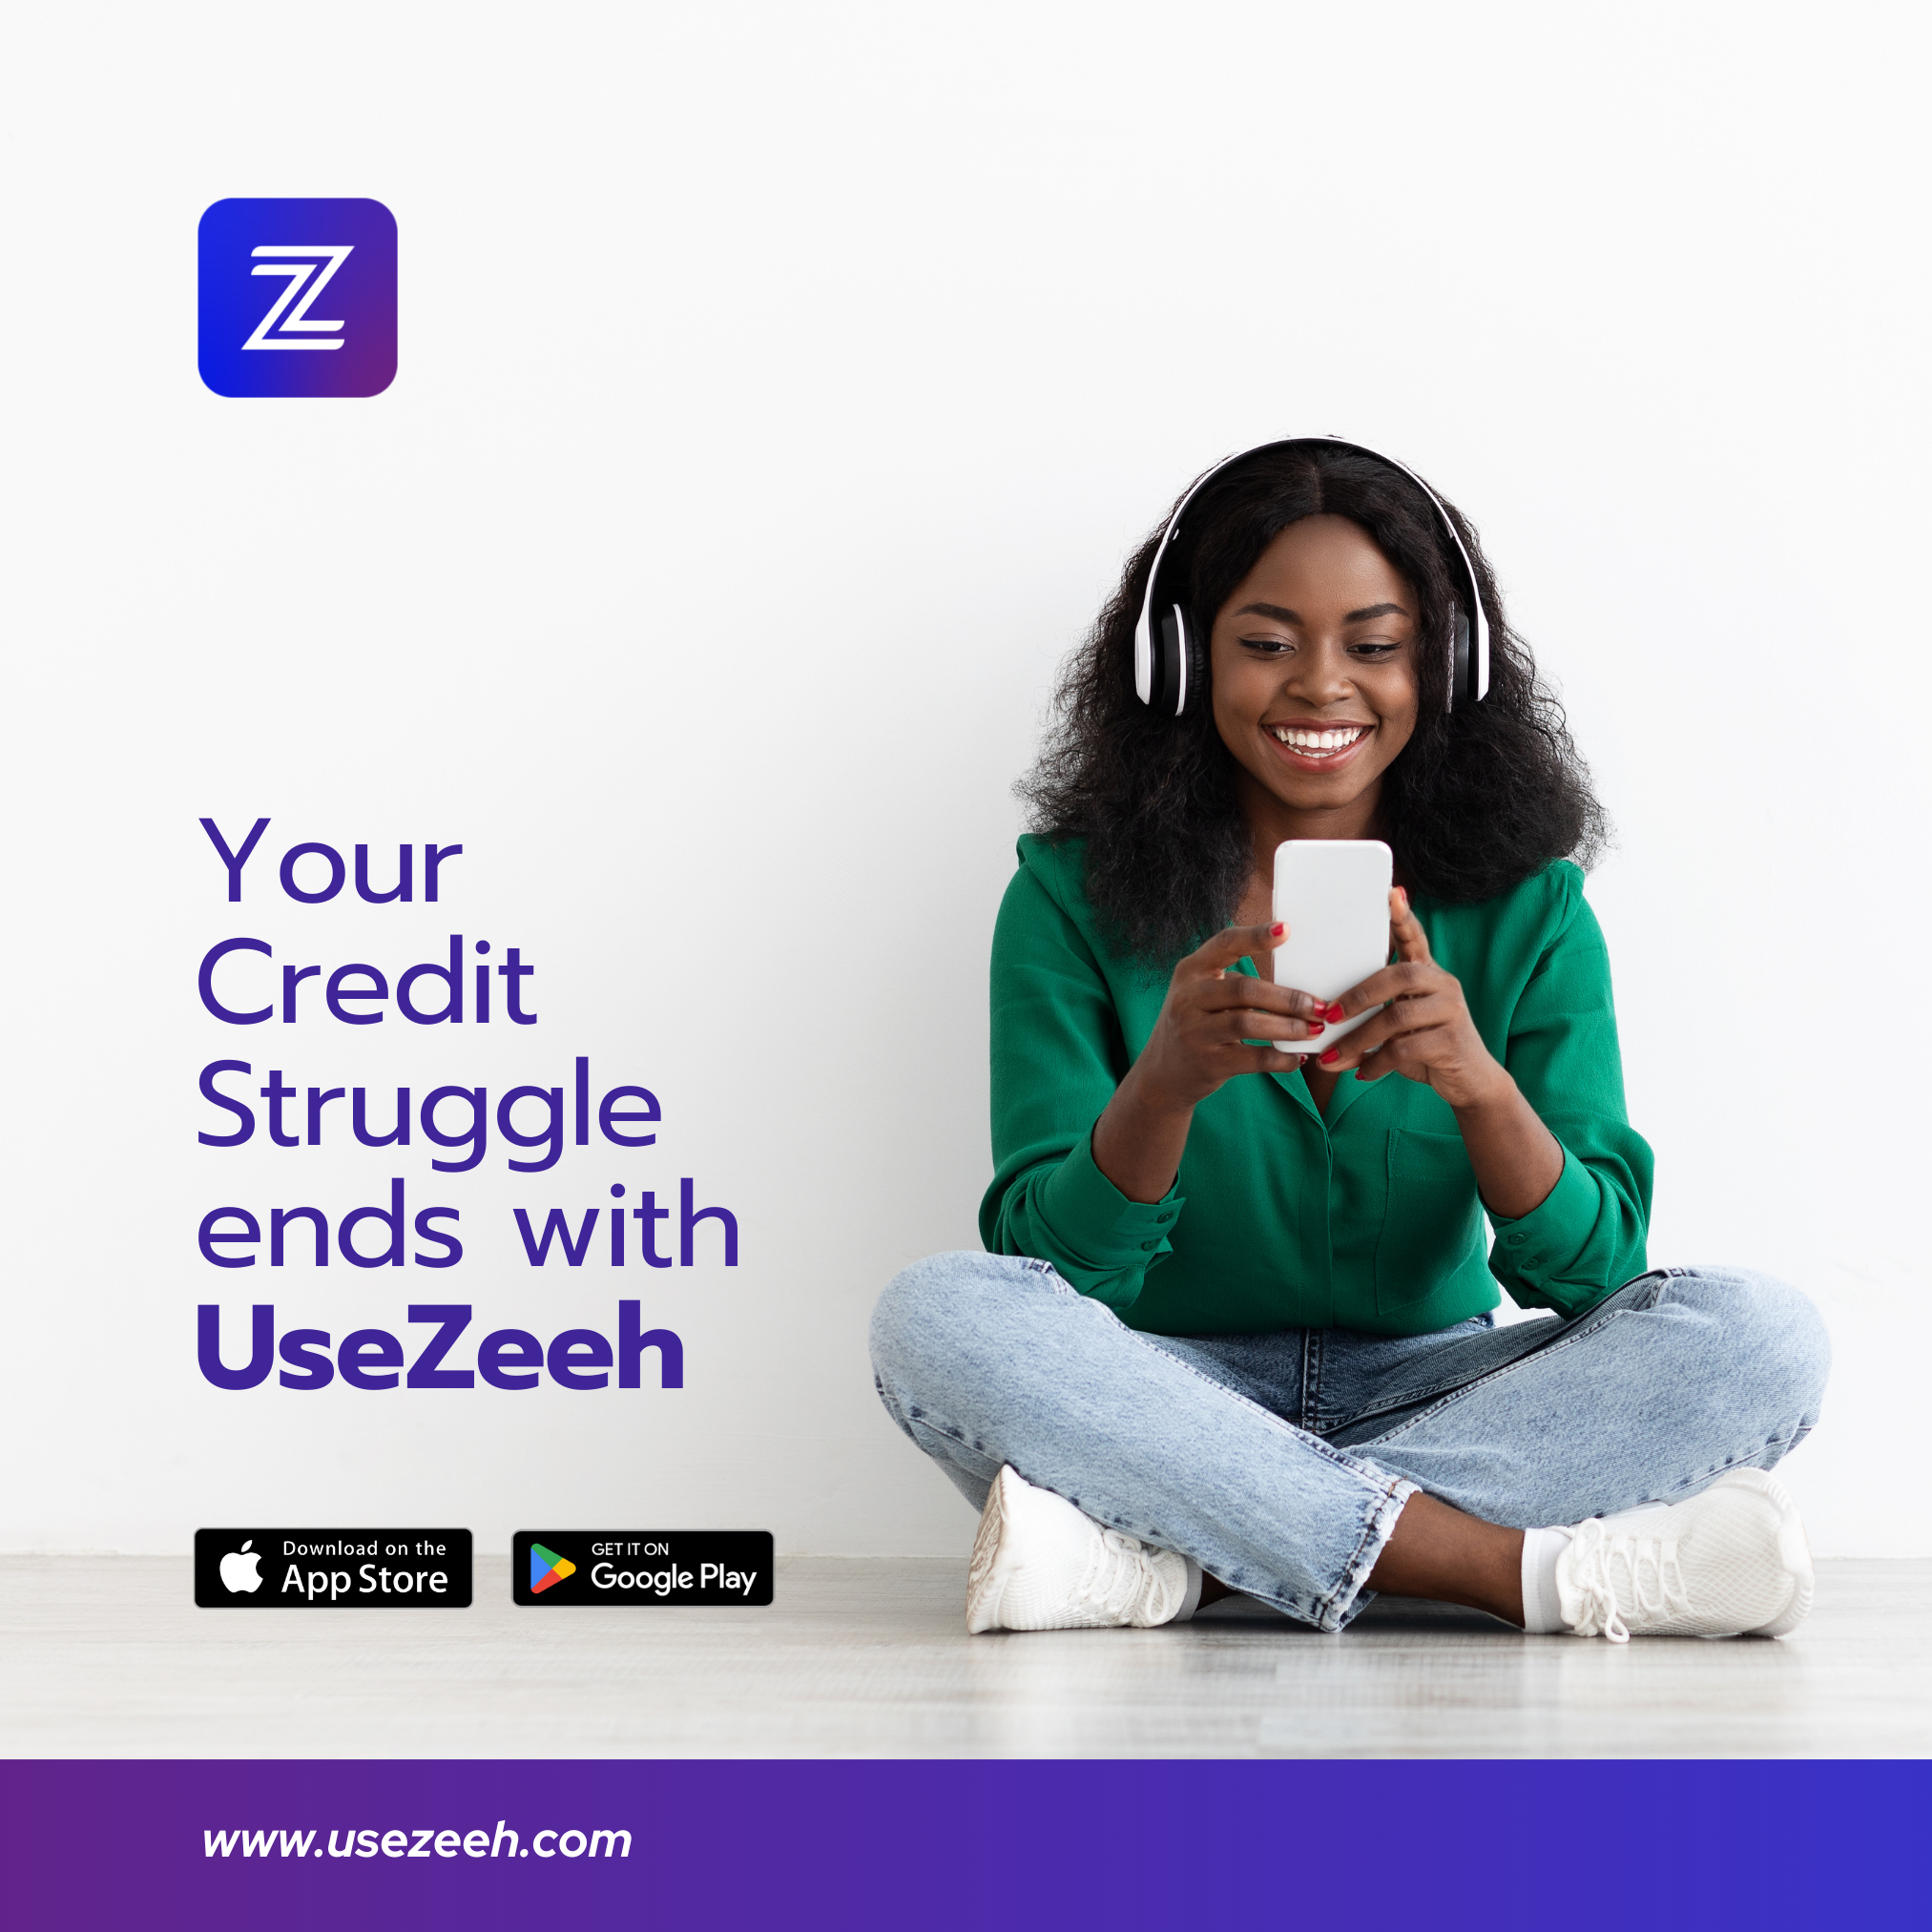 Z
Your
Credit
Struggle
ends with
UseZeeh
Download on the
App Store
GET IT ON
Google Play
www.usezeeh.com